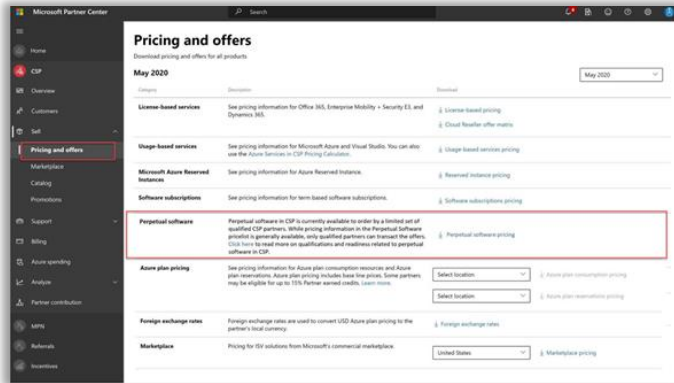 Microsoft Partner Center
Search
Home
CSP
Overview
Customers
Sell
Pricing and offers
Marketplace
Catalog
Promotions
Support
Billing
Azure spending
Analyze
Partner contribution
MPN
Referrals
Incentives
Pricing and offers
Download pricing and offers for all products
May 2020
May 2020
Category
Description
Download
License-based services
See pricing information for Office 365, Enterprise Mobility + Security E3, and
Dynamics 365.
License-based pricing
Cloud Reseller offer matrix
Usage-based services
See pricing information for Microsoft Azure and Visual Studio. You can also
use the Azure Services in CSP Pricing Calculator.
Usage-based services pricing
Microsoft Azure Reserved
Instances
See pricing information for Azure Reserved Instance.
Reserved Instance pricing
Software subscriptions
See pricing information for term based software subscriptions.
Software subscriptions pricing
Perpetual software
Perpetual software in CSP is currently available to order by a limited set of
qualified CSP partners. While pricing information in the Perpetual Software
pricelist is generally available, only qualified partners can transact the offers.
Click here to read more on qualifications and readiness related to perpetual
software in CSP.
Perpetual software pricing
Azure plan pricing
See pricing information for Azure plan consumption resources and Azure
plan reservations. Azure plan pricing includes base line prices. Some partners
may be eligible for up to 15% Partner earned credits. Learn more.
Select location
Azure plan consumption pricing
Select location
Azure plan reservations pricing
Foreign exchange rates
Foreign exchange rates are used to convert USD Azure plan pricing to the
partner's local currency.
Foreign exchange rates
Marketplace
Pricing for ISV solutions from Microsoft's commercial marketplace.
United States
Marketplace pricing